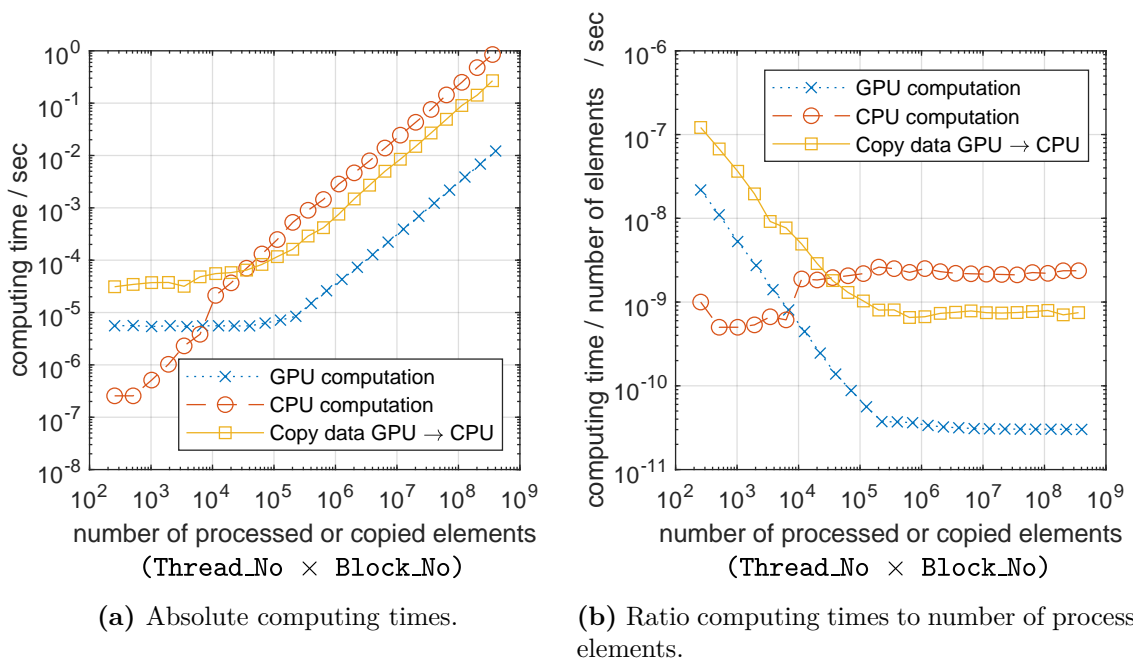 10^0
10^-1
10^-2
10^-3
10^-4
10^-5
10^-6
10^-7
10^-8
computing time / sec
GPU computation
CPU computation
Copy data GPU → CPU
10^2 10^3 10^4 10^5 10^6 10^7 10^8 10^9
number of processed or copied elements
(Thread_No × Block_No)
(a) Absolute computing times.
10^-6
10^-7
10^-8
10^-9
10^-10
10^-11
computing time / number of elements / sec
GPU computation
CPU computation
Copy data GPU → CPU
10^2 10^3 10^4 10^5 10^6 10^7 10^8 10^9
number of processed or copied elements
(Thread_No × Block_No)
(b) Ratio computing times to number of process
elements.